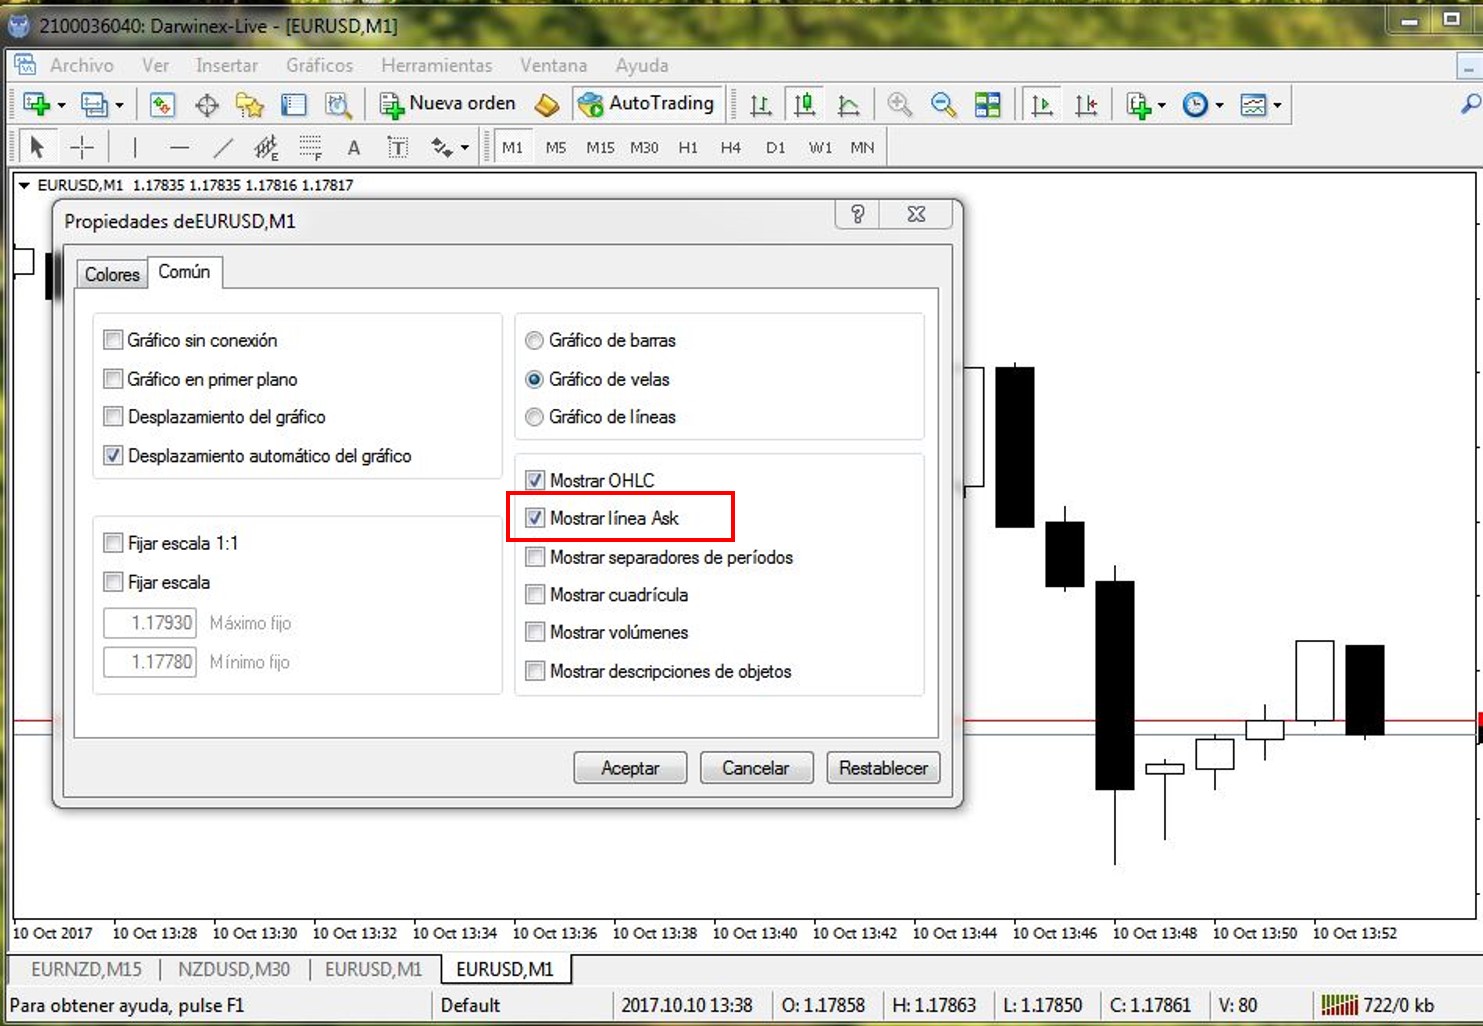 2100036040: Darwinex-Live - [EURUSD,M1]
Archivo Ver Insertar Gráficos Herramientas Ventana Ayuda
Nueva orden AutoTrading
E F A T M1 M5 M15 M30 H1 H4 D1 W1 MN
EURUSD,M1 1.17835 1.17835 1.17816 1.17817
Propiedades deEURUSD,M1
Colores Común
Gráfico sin conexión
Gráfico en primer plano
Desplazamiento del gráfico
Desplazamiento automático del gráfico
Fijar escala 1:1
Fijar escala
1.17930 Máximo fijo
1.17780 Mínimo fijo
Gráfico de barras
Gráfico de velas
Gráfico de líneas
Mostrar OHLC
Mostrar línea Ask
Mostrar separadores de períodos
Mostrar cuadrícula
Mostrar volúmenes
Mostrar descripciones de objetos
Aceptar Cancelar Restablecer
10 Oct 2017 10 Oct 13:28 10 Oct 13:30 10 Oct 13:32 10 Oct 13:34 10 Oct 13:36 10 Oct 13:38 10 Oct 13:40 10 Oct 13:42 10 Oct 13:44 10 Oct 13:46 10 Oct 13:48 10 Oct 13:50 10 Oct 13:52
EURNZD,M15 NZDUSD,M30 EURUSD,M1 EURUSD,M1
Para obtener ayuda, pulse F1 Default 2017.10.10 13:38 O: 1.17858 H: 1.17863 L: 1.17850 C: 1.17861 V: 80 722/0 kb